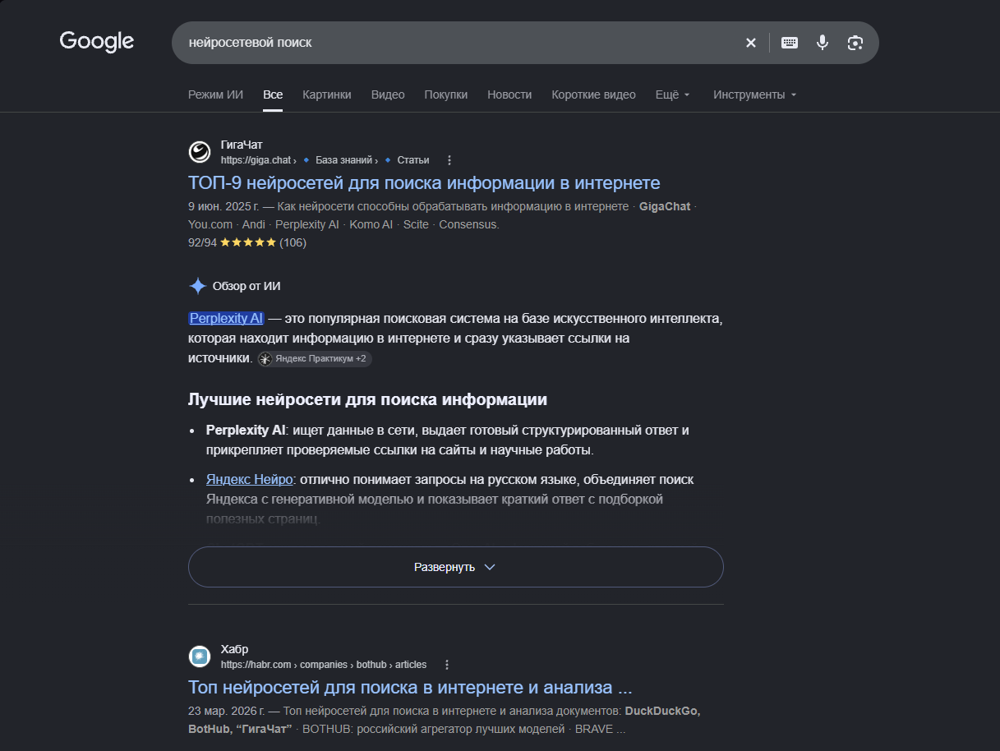 Google
нейросетевой поиск
Режим ИИ Все Картинки Видео Покупки Новости Короткие видео Ещё Инструменты
ГигаЧат
https://giga.chat › 🔹 База знаний › 🔹 Статьи
ТОП-9 нейросетей для поиска информации в интернете
9 июн. 2025 г. — Как нейросети способны обрабатывать информацию в интернете · GigaChat ·
You.com · Andi · Perplexity AI · Komo AI · Scite · Consensus.
92/94 ★★★★★ (106)
Обзор от ИИ
Perplexity AI — это популярная поисковая система на базе искусственного интеллекта,
которая находит информацию в интернете и сразу указывает ссылки на
источники. Яндекс Практикум +2
Лучшие нейросети для поиска информации
• Perplexity AI: ищет данные в сети, выдает готовый структурированный ответ и
прикрепляет проверяемые ссылки на сайты и научные работы.
• Яндекс Нейро: отлично понимает запросы на русском языке, объединяет поиск
Яндекса с генеративной моделью и показывает краткий ответ с подборкой
полезных страниц.
Развернуть
Хабр
https://habr.com › companies › bothub › articles
Топ нейросетей для поиска в интернете и анализа ...
23 мар. 2026 г. — Топ нейросетей для поиска в интернете и анализа документов: DuckDuckGo,
BotHub, “ГигаЧат” · BOTHUB: российский агрегатор лучших моделей · BRAVE ...